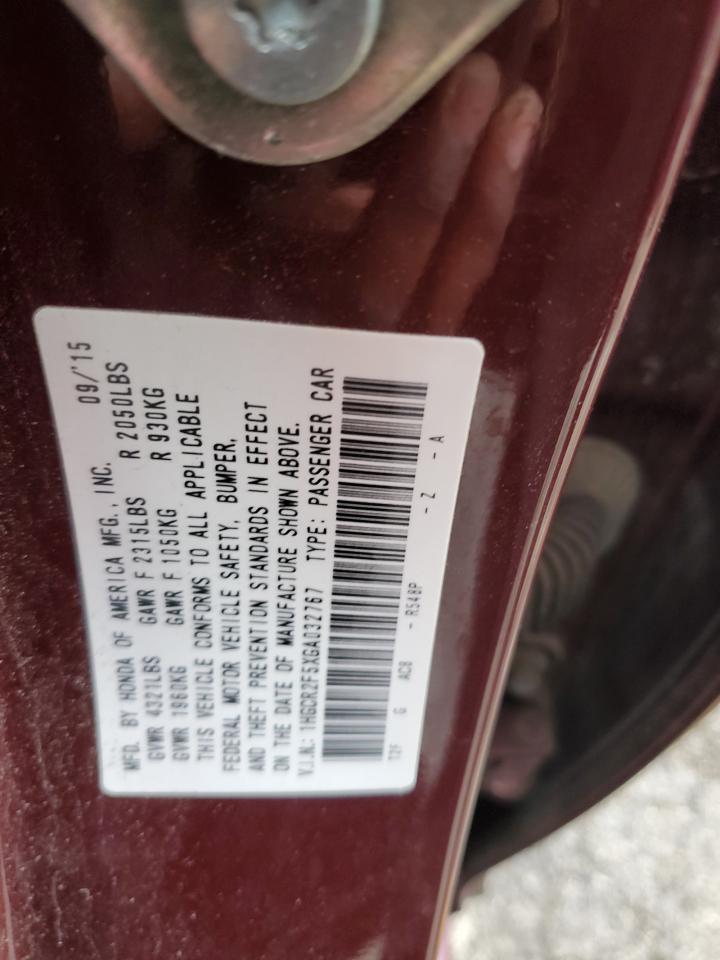 MFD. BY HONDA OF AMERICA MFG., INC. 09/'15
GVWR 4321LBS GAWR F 2315LBS R 2050LBS
GVWR 1960KG GAWR F 1050KG R 930KG
THIS VEHICLE CONFORMS TO ALL APPLICABLE
FEDERAL MOTOR VEHICLE SAFETY, BUMPER,
AND THEFT PREVENTION STANDARDS IN EFFECT
ON THE DATE OF MANUFACTURE SHOWN ABOVE.
V.I.N.: 1HGCR2F5XGA032767 TYPE: PASSENGER CAR
T2F G AC8 - R548P - Z - A